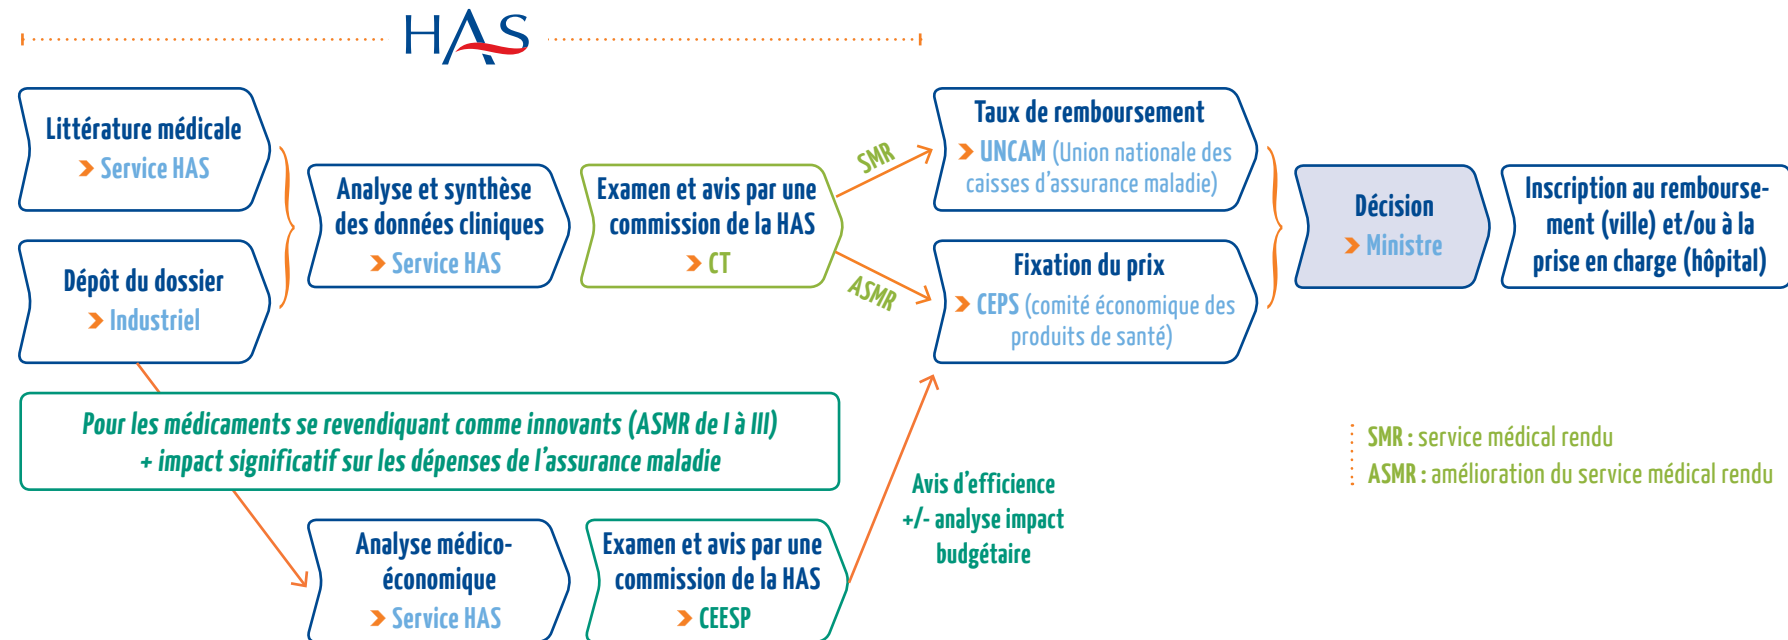 HAS
Littérature médicale
Service HAS
Dépôt du dossier
Industriel
Analyse et synthèse
des données cliniques
Service HAS
Examen et avis par une
commission de la HAS
CT
SMR
ASMR
Taux de remboursement
UNCAM (Union nationale des
caisses d'assurance maladie)
Fixation du prix
CEPS (comité économique des
produits de santé)
Décision
Ministre
Inscription au rembourse-
ment (ville) et/ou à la
prise en charge (hôpital)
Pour les médicaments se revendiquant comme innovants (ASMR de I à III)
+ impact significatif sur les dépenses de l'assurance maladie
Analyse médico-
économique
Service HAS
Examen et avis par une
commission de la HAS
CEESP
Avis d'efficience
+/- analyse impact
budgétaire
SMR : service médical rendu
ASMR : amélioration du service médical rendu